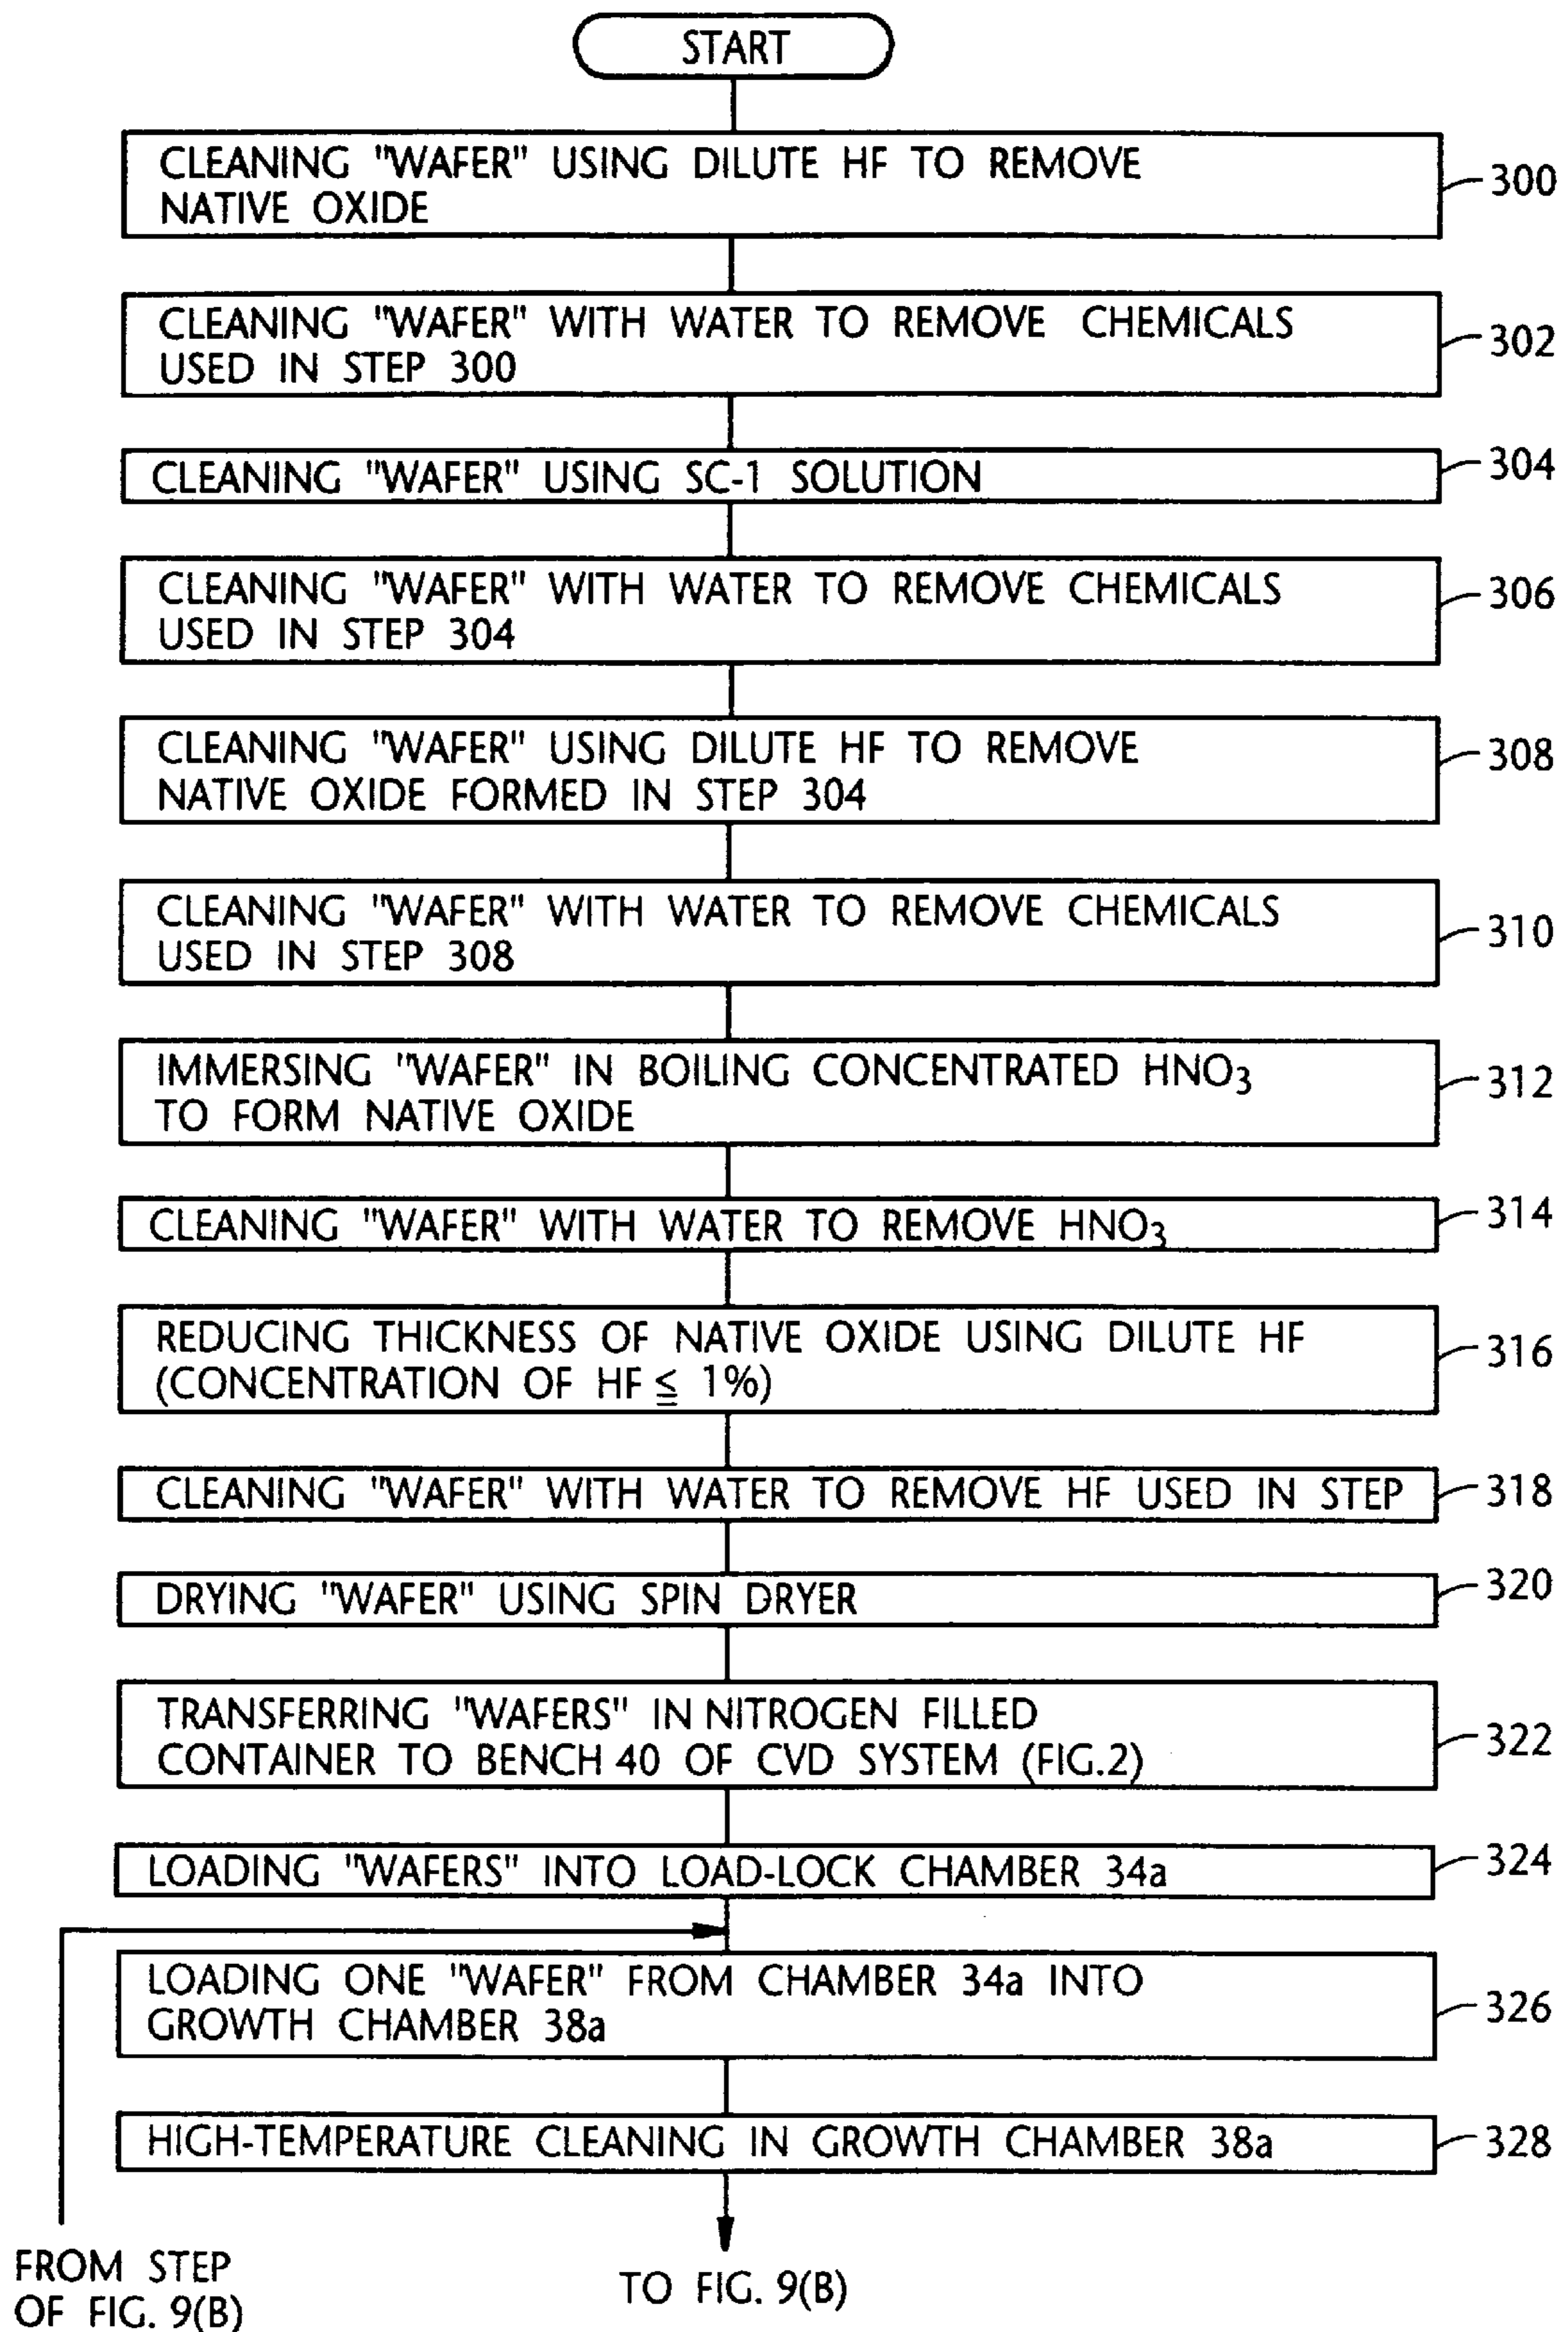 START
CLEANING "WAFER" USING DILUTE HF TO REMOVE
NATIVE OXIDE
300
CLEANING "WAFER" WITH WATER TO REMOVE CHEMICALS
USED IN STEP 300
302
CLEANING "WAFER" USING SC-1 SOLUTION
304
CLEANING "WAFER" WITH WATER TO REMOVE CHEMICALS
USED IN STEP 304
306
CLEANING "WAFER" USING DILUTE HF TO REMOVE
NATIVE OXIDE FORMED IN STEP 304
308
CLEANING "WAFER" WITH WATER TO REMOVE CHEMICALS
USED IN STEP 308
310
IMMERSING "WAFER" IN BOILING CONCENTRATED HNO₃
TO FORM NATIVE OXIDE
312
CLEANING "WAFER" WITH WATER TO REMOVE HNO₃
314
REDUCING THICKNESS OF NATIVE OXIDE USING DILUTE HF
(CONCENTRATION OF HF ≦ 1%)
316
CLEANING "WAFER" WITH WATER TO REMOVE HF USED IN STEP
318
DRYING "WAFER" USING SPIN DRYER
320
TRANSFERRING "WAFERS" IN NITROGEN FILLED
CONTAINER TO BENCH 40 OF CVD SYSTEM (FIG.2)
322
LOADING "WAFERS" INTO LOAD-LOCK CHAMBER 34a
324
LOADING ONE "WAFER" FROM CHAMBER 34a INTO
GROWTH CHAMBER 38a
326
HIGH-TEMPERATURE CLEANING IN GROWTH CHAMBER 38a
328
FROM STEP
OF FIG. 9(B)
TO FIG. 9(B)